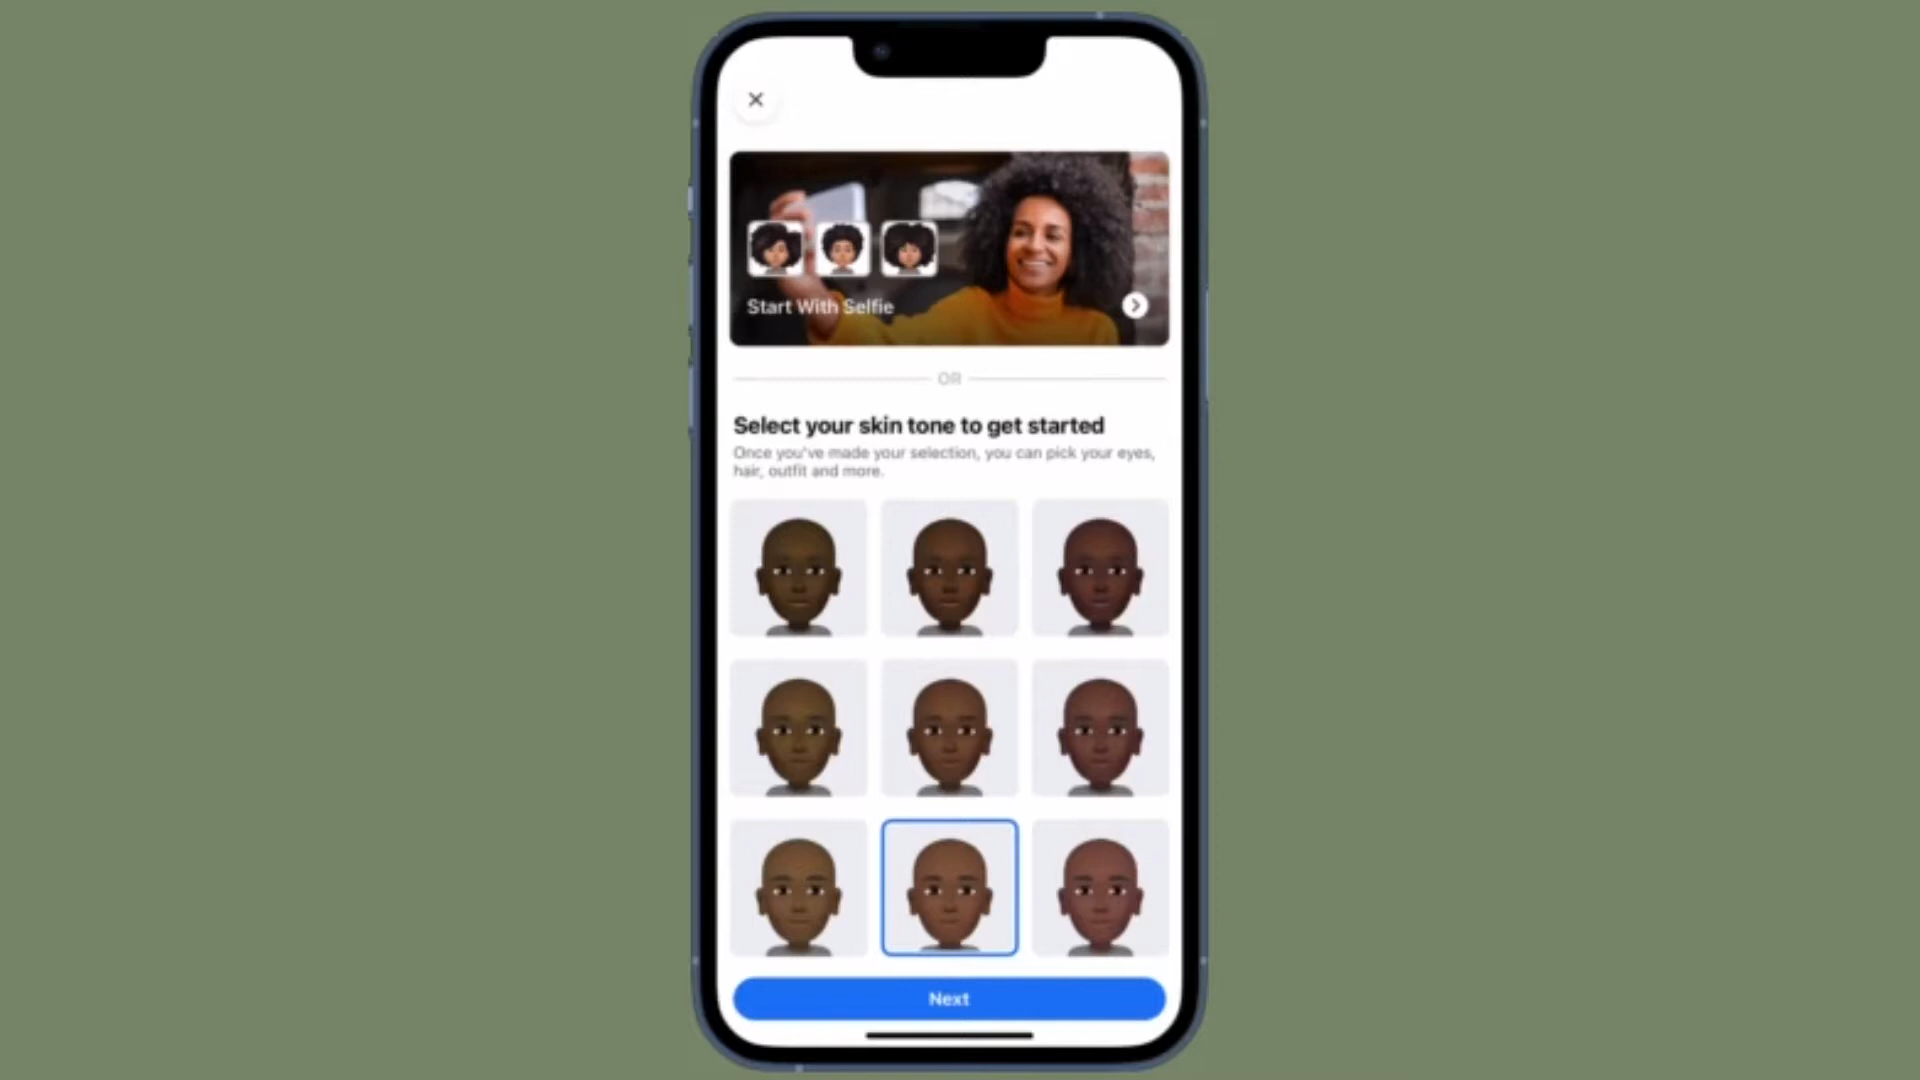 Start With Selfie
OR
Select your skin tone to get started
Once you've made your selection, you can pick your eyes,
hair, outfit and more.
Next